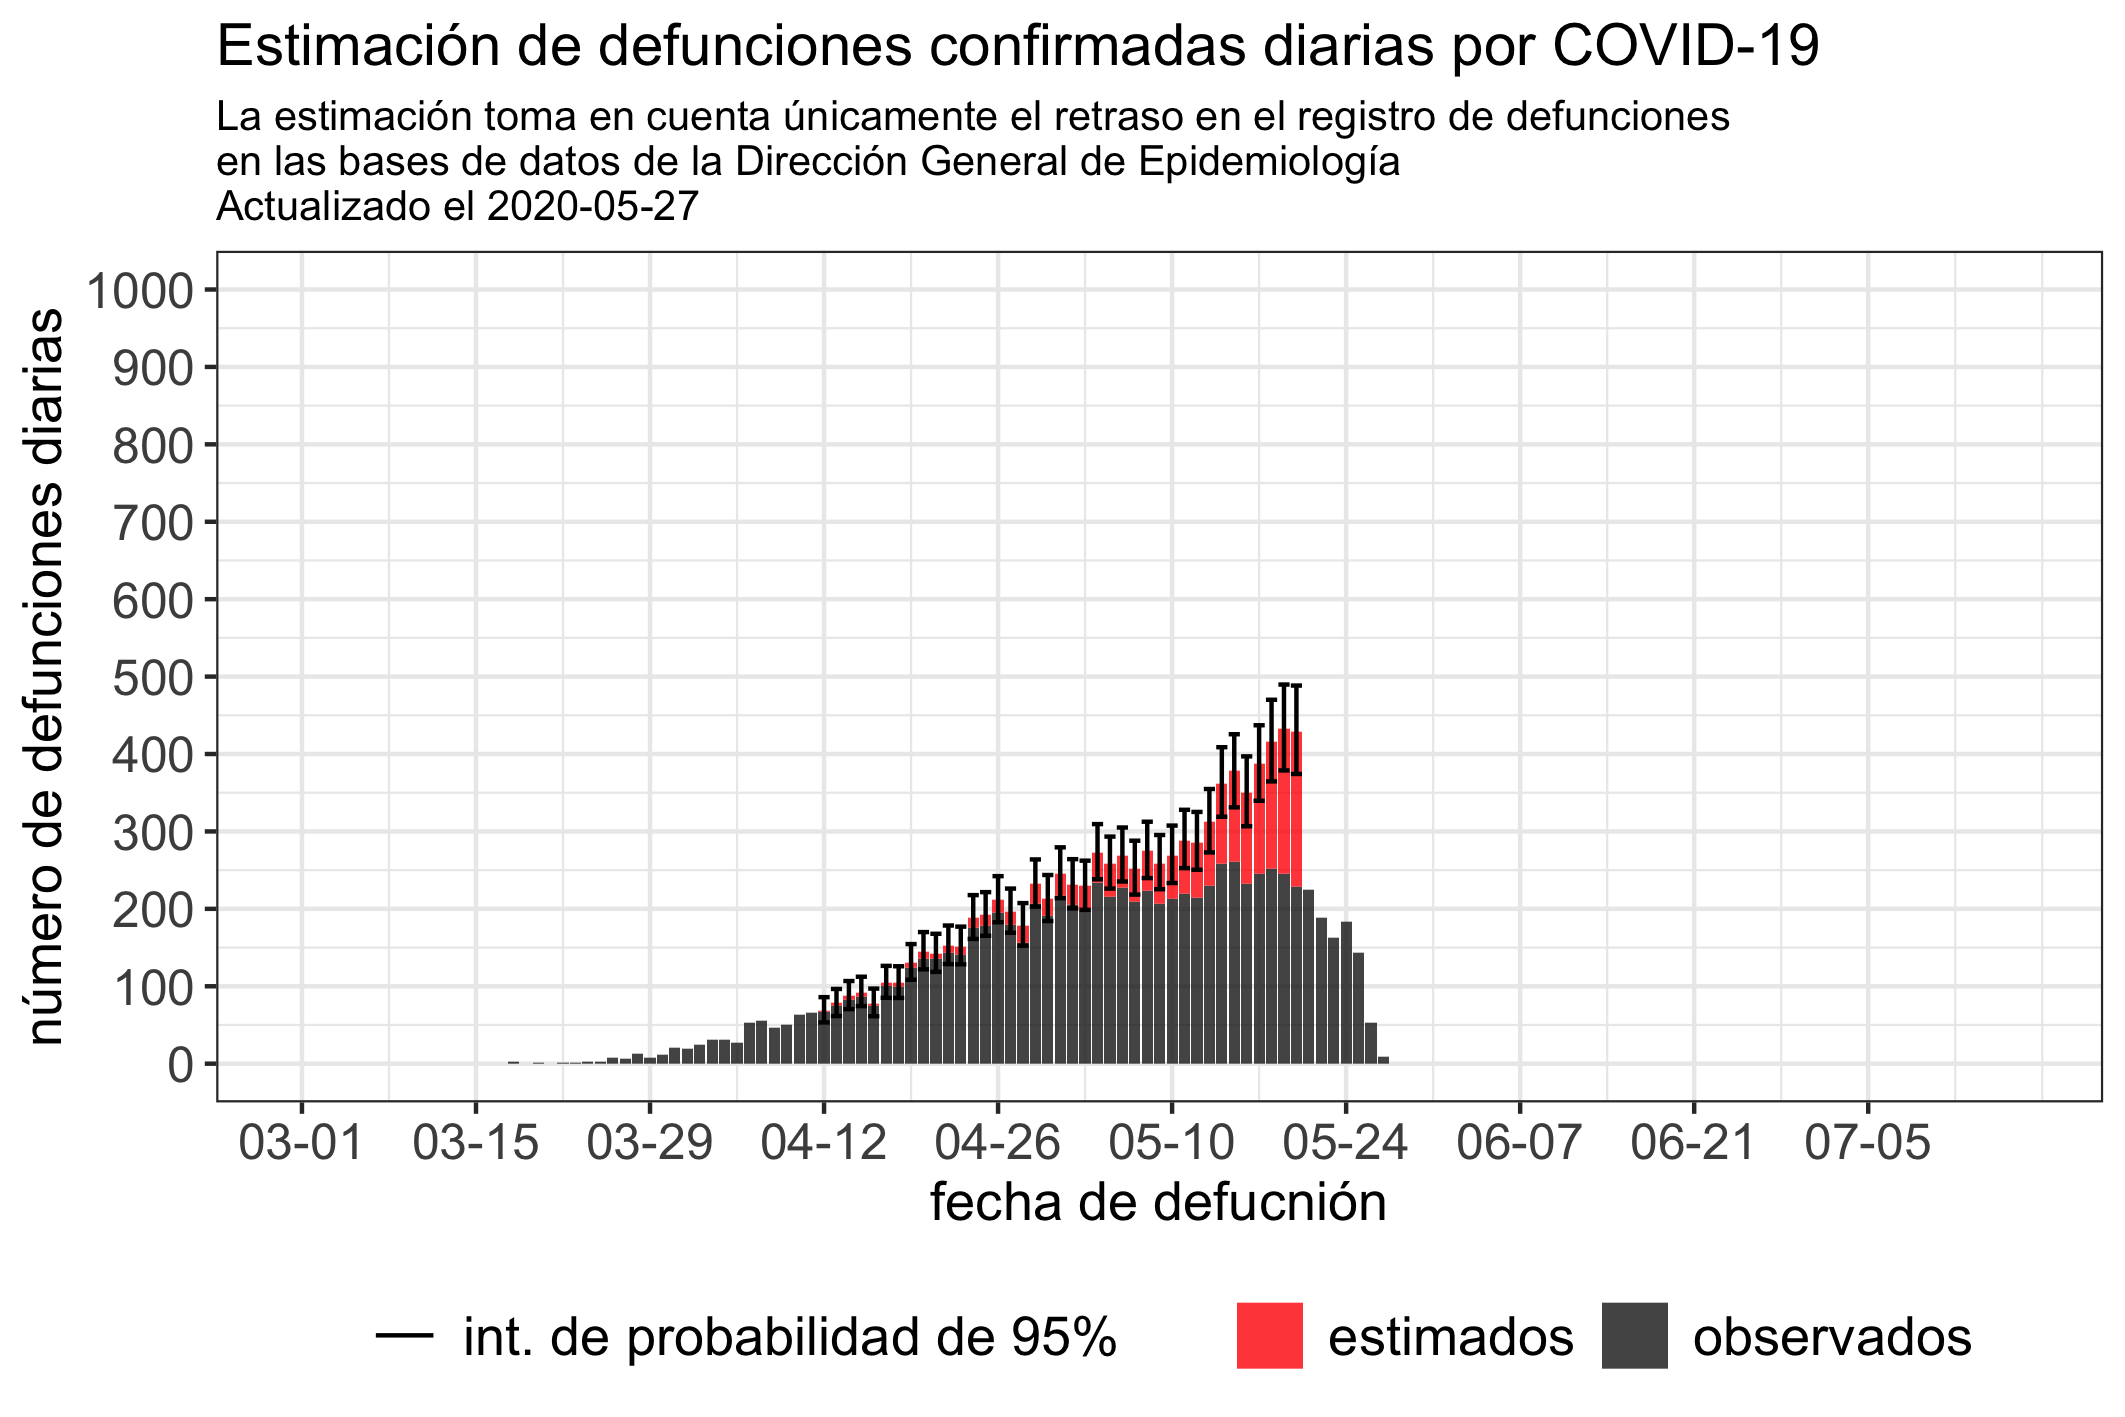 Estimación de defunciones confirmadas diarias por COVID-19
La estimación toma en cuenta únicamente el retraso en el registro de defunciones
en las bases de datos de la Dirección General de Epidemiología
Actualizado el 2020-05-27
número de defunciones diarias
1000
900
800
700
600
500
400
300
200
100
0
03-01 03-15 03-29 04-12 04-26 05-10 05-24 06-07 06-21 07-05
fecha de defucnión
int. de probabilidad de 95% estimados observados